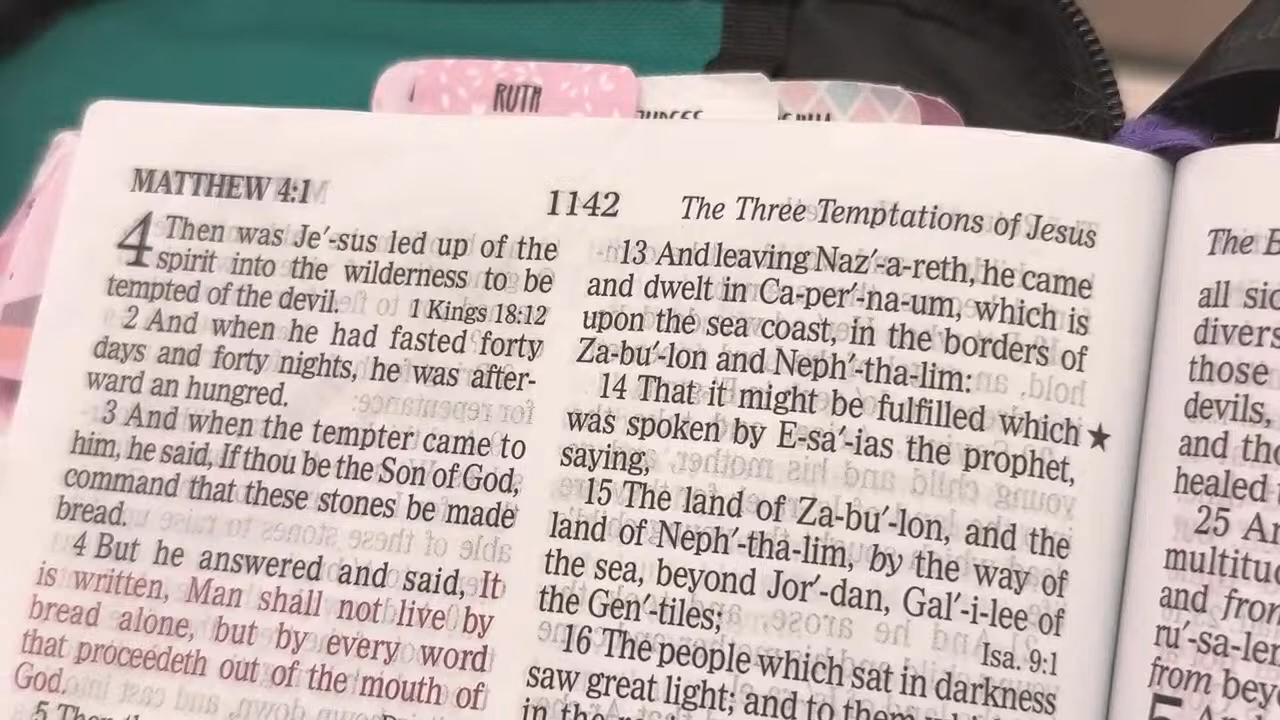 RUTH
MATTHEW 4:1
1142
The Three Temptations of Jesus
4 Then was Je′-sus led up of the
spirit into the wilderness to be
tempted of the devil. 1 Kings 18:12
2 And when he had fasted forty
days and forty nights, he was after-
ward an hungred.
3 And when the tempter came to
him, he said, If thou be the Son of God,
command that these stones be made
bread.
4 But he answered and said, It
is written, Man shall not live by
bread alone, but by every word
that proceedeth out of the mouth of
God.
13 And leaving Naz′-a-reth, he came
and dwelt in Ca-per′-na-um, which is
upon the sea coast, in the borders of
Za-bu′-lon and Neph′-tha-lim:
14 That it might be fulfilled which ★
was spoken by E-sa′-ias the prophet,
saying,
15 The land of Za-bu′-lon, and the
land of Neph′-tha-lim, by the way of
the sea, beyond Jor′-dan, Gal′-i-lee of
the Gen′-tiles;
Isa. 9:1
16 The people which sat in darkness
saw great light; and to them which
in the
The
all
divers
those
devils,
and
healed
25
and from
from